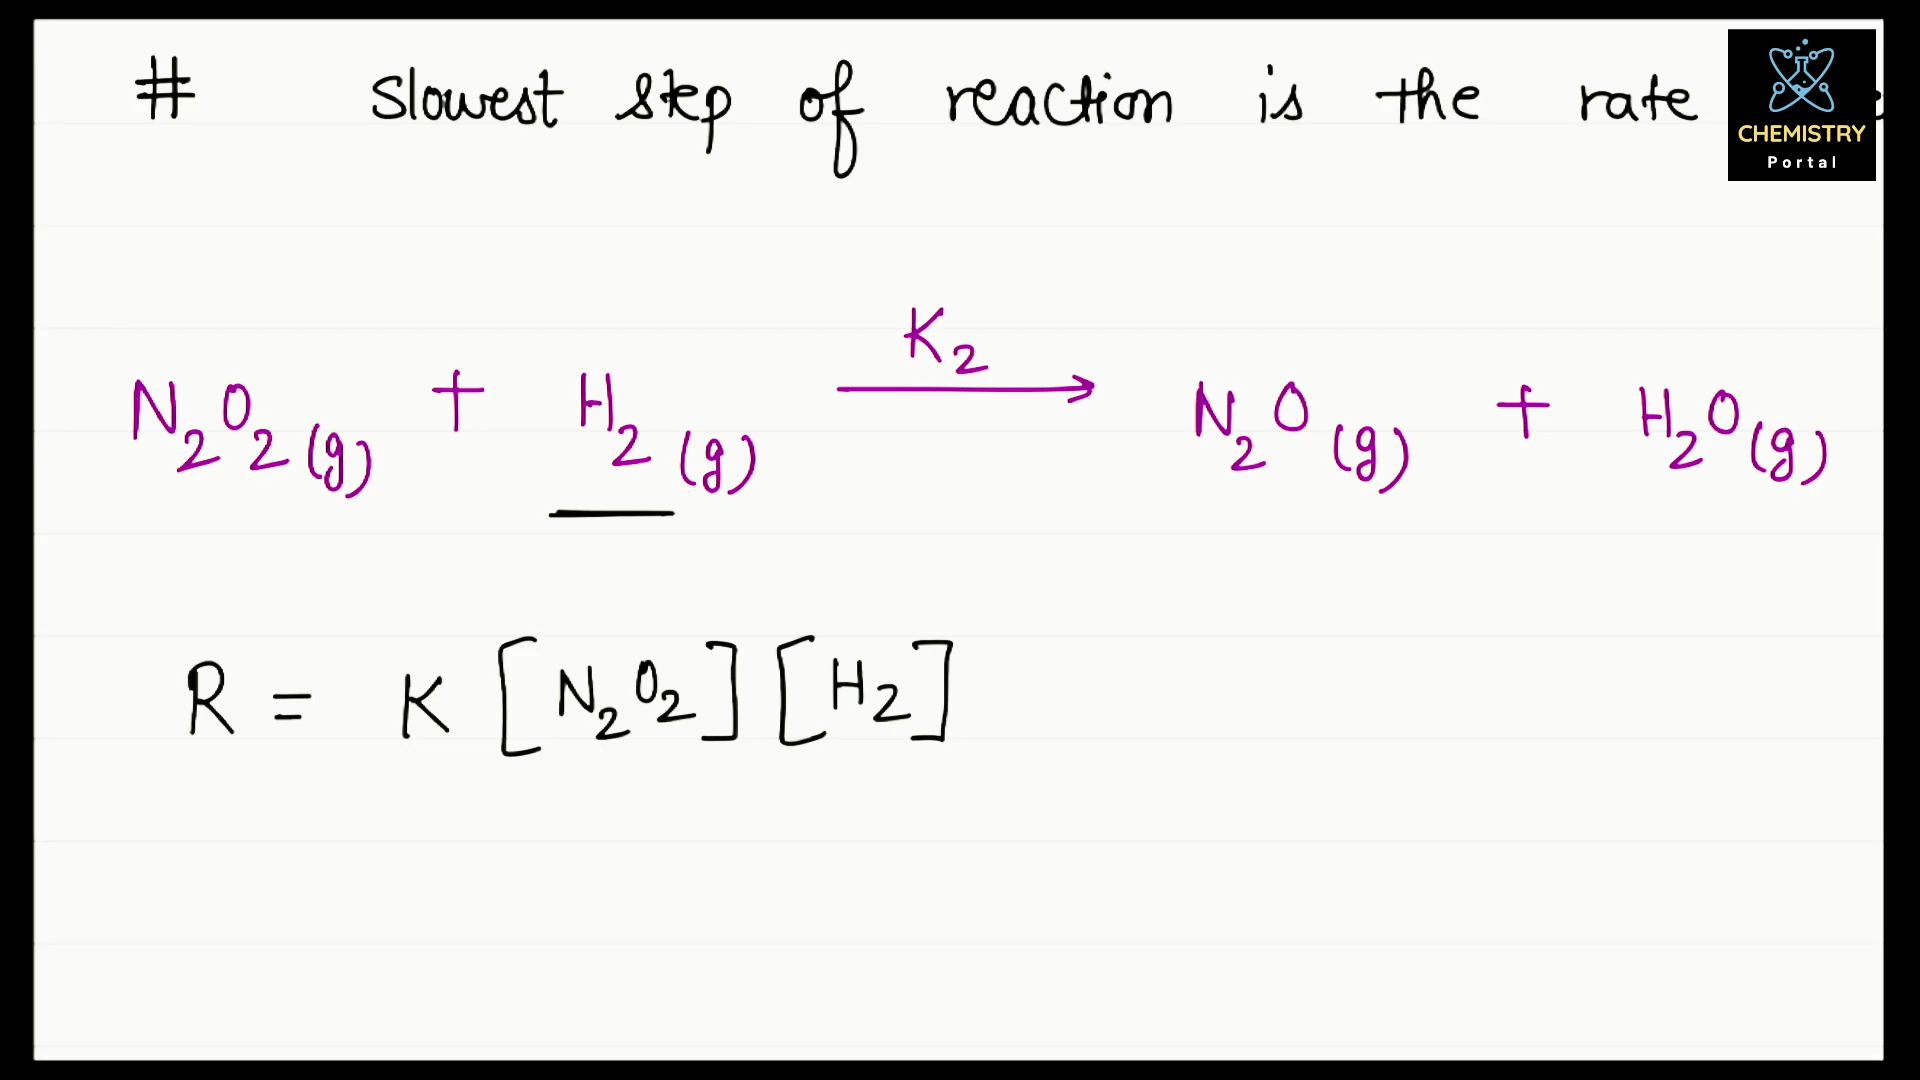 # Slowest step of reaction is the rate
CHEMISTRY
Portal
K₂
N₂O₂(g) + H₂(g) → N₂O(g) + H₂O(g)
R = K [N₂O₂] [H₂]